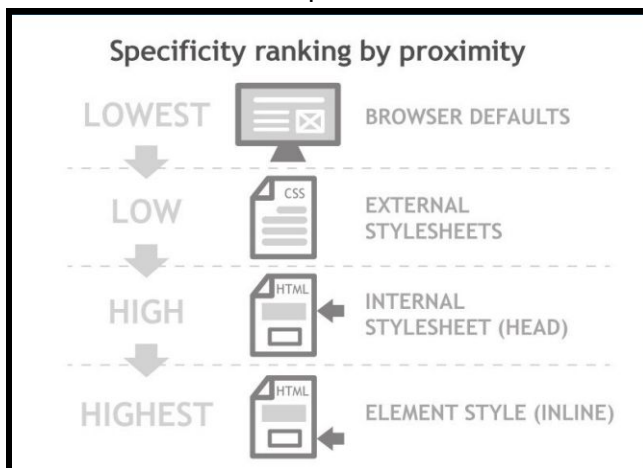 Specificity ranking by proximity
LOWEST
BROWSER DEFAULTS
LOW
CSS
EXTERNAL
STYLESHEETS
HIGH
HTML
INTERNAL
STYLESHEET (HEAD)
HIGHEST
HTML
ELEMENT STYLE (INLINE)